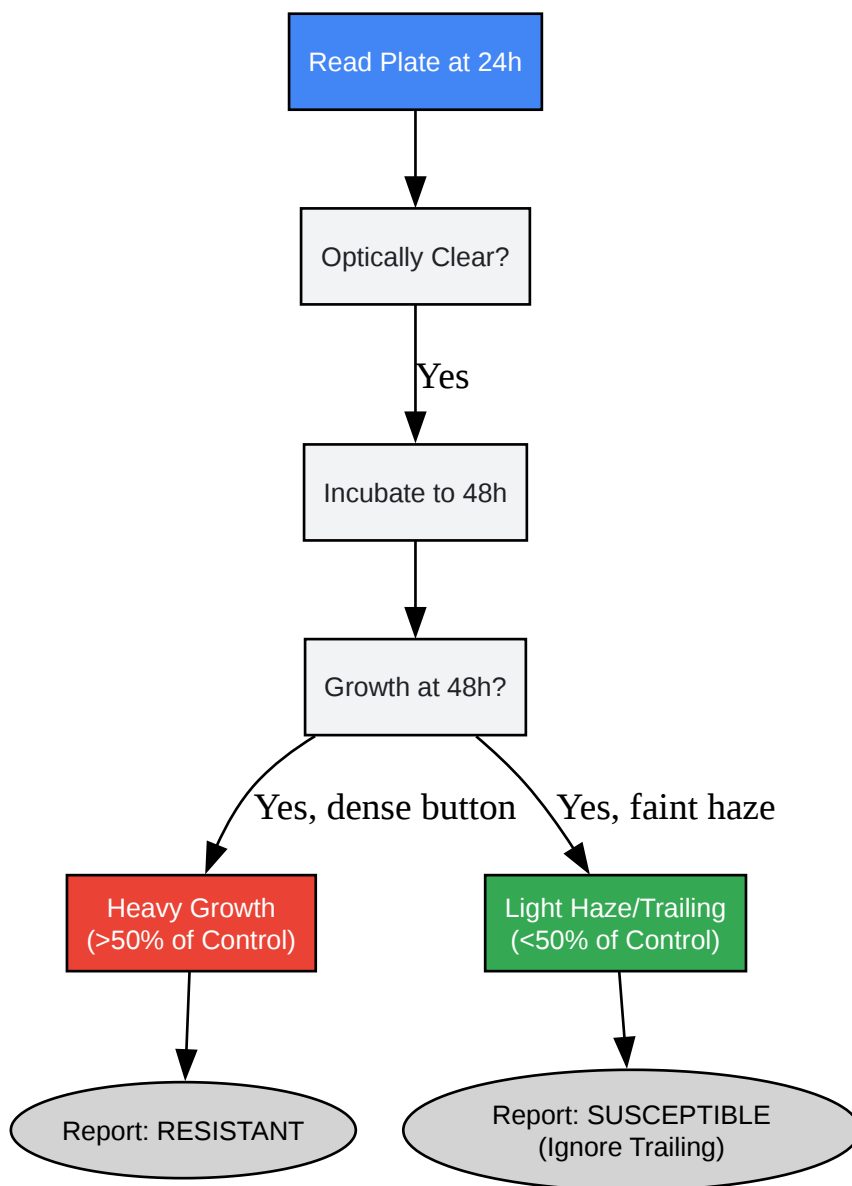 Read Plate at 24h
Optically Clear?
Yes
Incubate to 48h
Growth at 48h?
Yes, dense button
Yes, faint haze
Heavy Growth
(>50% of Control)
Light Haze/Trailing
(<50% of Control)
Report: RESISTANT
Report: SUSCEPTIBLE
(Ignore Trailing)